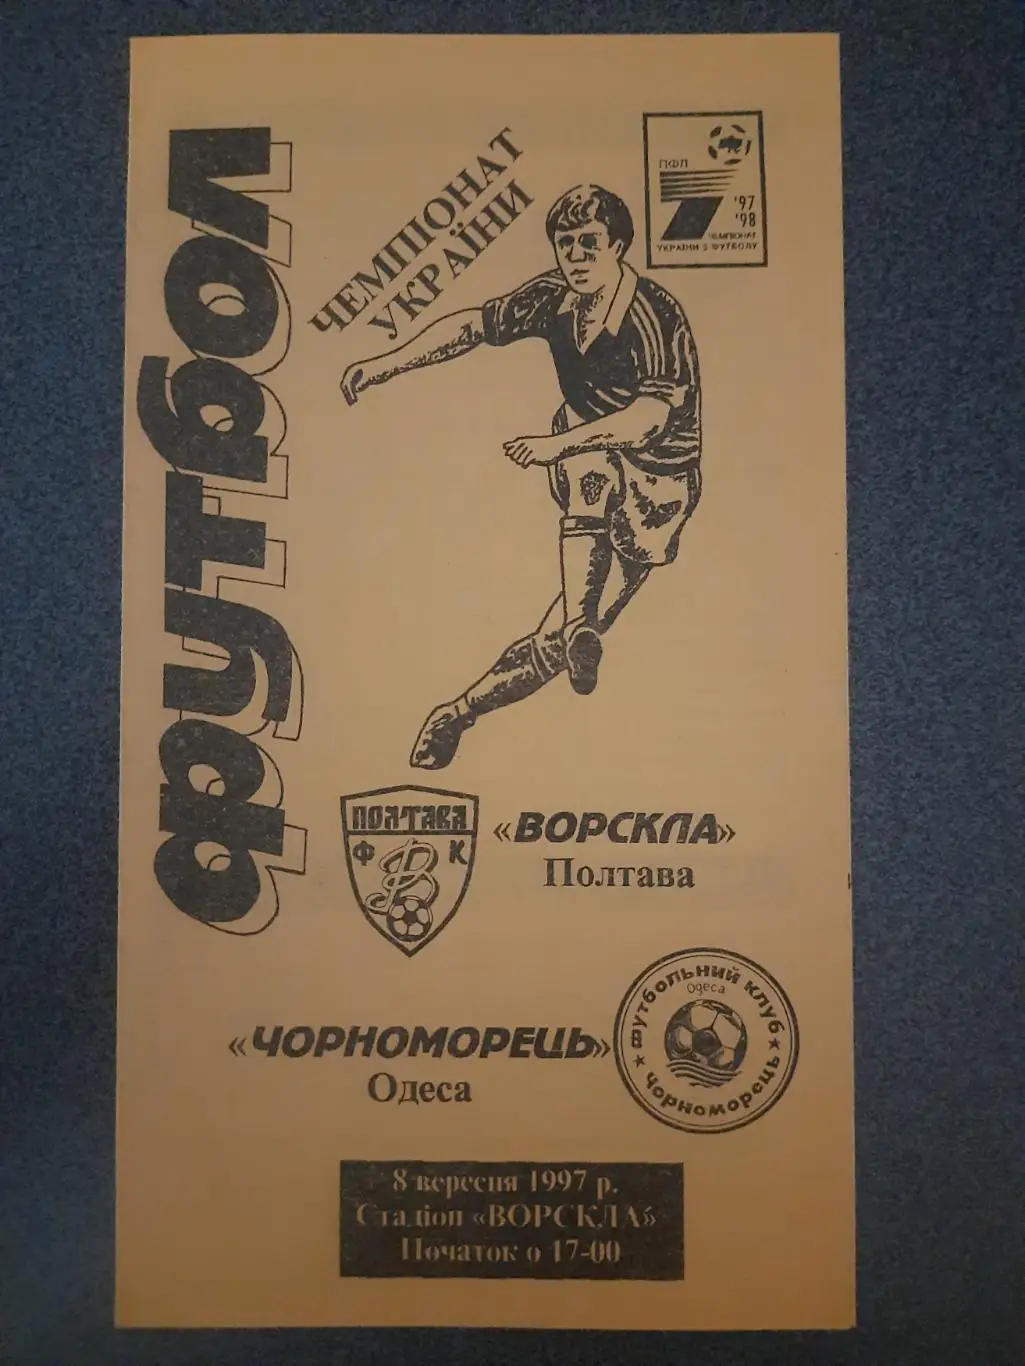 ФУТБОЛ
ЧЕМПІОНАТ
УКРАЇНИ
ПФЛ
7
'97
'98
ЧЕМПІОНАТ
УКРАЇНИ З ФУТБОЛУ
ПОЛТАВА
Ф К
«ВОРСКЛА»
Полтава
ФУТБОЛЬНИЙ КЛУБ
Одеса
ЧОРНОМОРЕЦЬ
«ЧОРНОМОРЕЦЬ»
Одеса
8 вересня 1997 р.
Стадіон «ВОРСКЛА»
Початок о 17-00